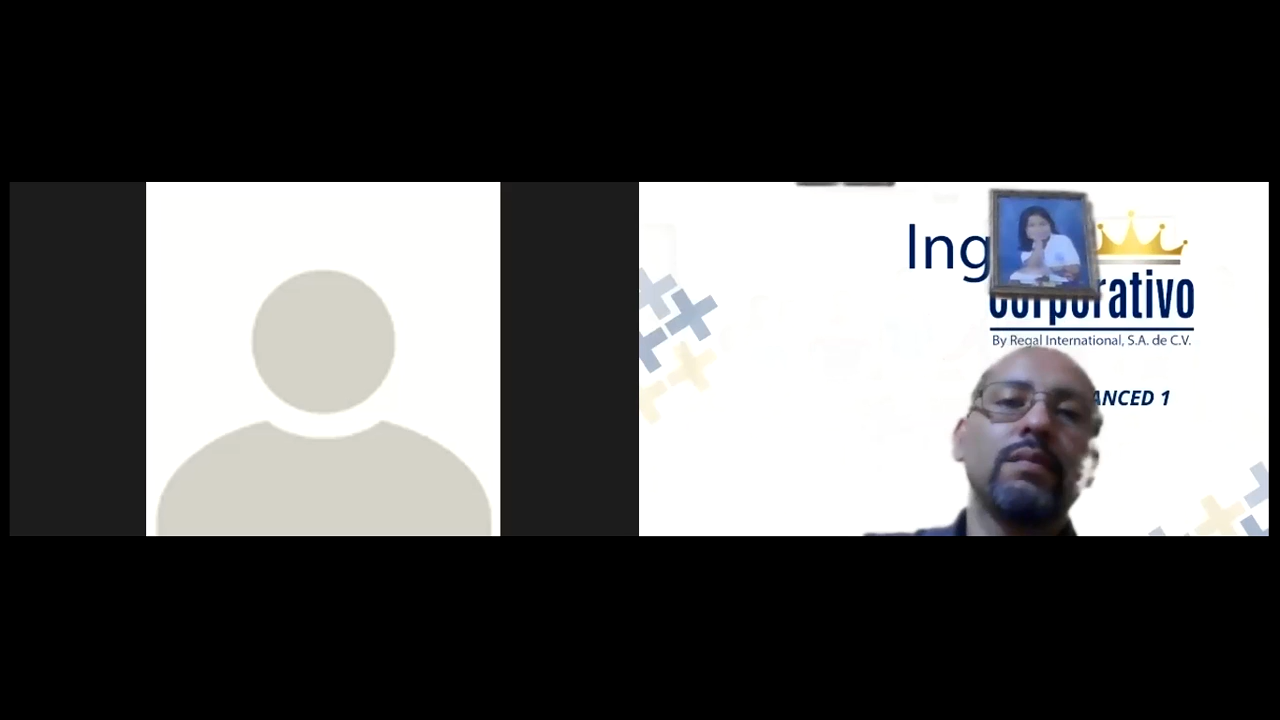 Ing
corporativo
By Regal International, S.A. de C.V.
ANCED 1